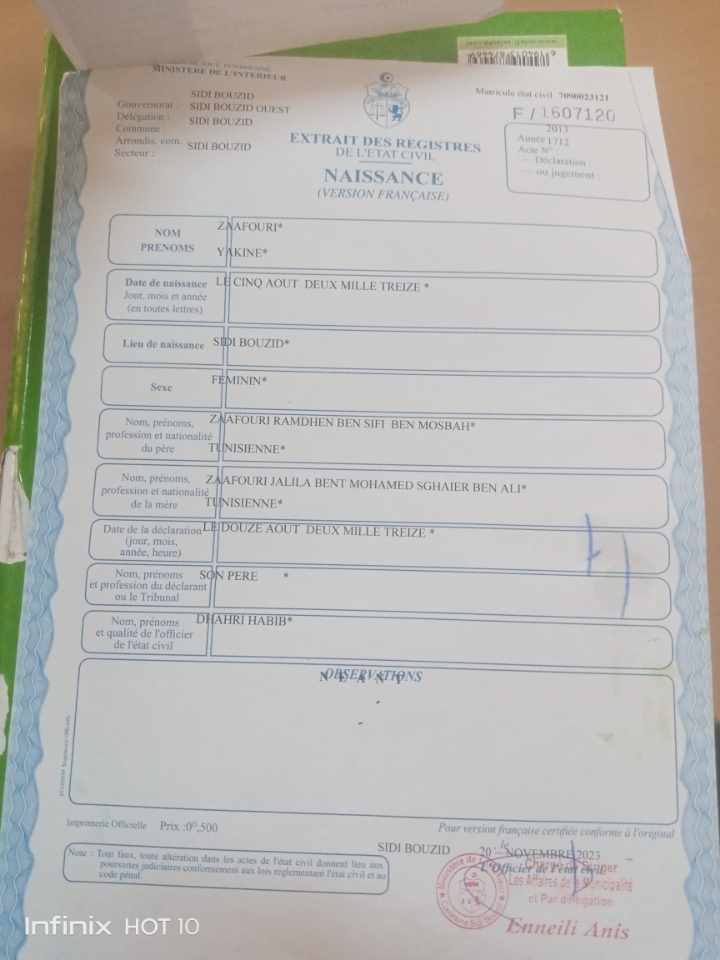 MINISTERE DE L'INTERIEUR
Gouvernorat : SIDI BOUZID
Délégation : SIDI BOUZID OUEST
Commune : SIDI BOUZID
Arrondis. com.
Secteur : SIDI BOUZID
Matricule état civil 7090023121
F / 1607120
2013
Année 1712
Acte N° :
— Déclaration :
— ou jugement :
EXTRAIT DES REGISTRES
DE L'ETAT CIVIL
NAISSANCE
(VERSION FRANÇAISE)
NOM
PRENOMS
ZAAFOURI*
YAKINE*
Date de naissance
Jour, mois et année
(en toutes lettres)
LE CINQ AOUT DEUX MILLE TREIZE *
Lieu de naissance
SIDI BOUZID*
Sexe
FEMININ*
Nom, prénoms,
profession et nationalité
du père
ZAAFOURI RAMDHEN BEN SIFI BEN MOSBAH*
TUNISIENNE*
Nom, prénoms,
profession et nationalité
de la mère
ZAAFOURI JALILA BENT MOHAMED SGHAIER BEN ALI*
TUNISIENNE*
Date de la déclaration
(jour, mois,
année, heure)
LE DOUZE AOUT DEUX MILLE TREIZE *
Nom, prénoms
et profession du déclarant
ou le Tribunal
SON PERE *
Nom, prénoms
et qualité de l'officier
de l'état civil
DHAHRI HABIB*
OBSERVATIONS
N E A N T
Imprimerie Officielle Prix :0ᴰ,500
Pour version française certifiée conforme à l'original
SIDI BOUZID 20 le NOVEMBRE 2023
L'Officier de l'état civil
Note : Tout faux, toute altération dans les actes de l'état civil donnent lieu aux
poursuites judiciaires conformément aux lois réglementant l'état civil et au
code pénal.
Les Affaires de la Municipalité
et Par délégation
Enneili Anis
Infinix HOT 10